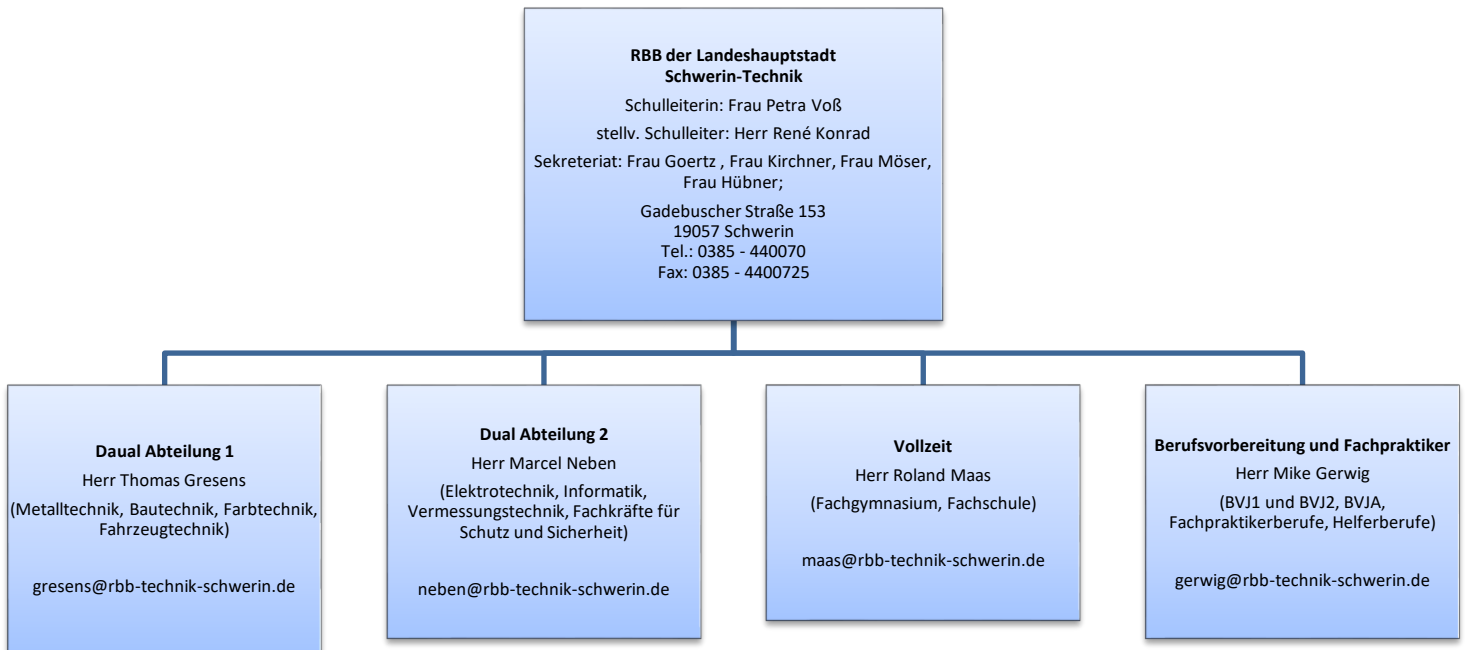 RBB der Landeshauptstadt
Schwerin-Technik
Schulleiterin: Frau Petra Voß
stellv. Schulleiter: Herr René Konrad
Sekreteriat: Frau Goertz , Frau Kirchner, Frau Möser,
Frau Hübner;
Gadebuscher Straße 153
19057 Schwerin
Tel.: 0385 - 440070
Fax: 0385 - 4400725
Daual Abteilung 1
Herr Thomas Gresens
(Metalltechnik, Bautechnik, Farbtechnik,
Fahrzeugtechnik)
gresens@rbb-technik-schwerin.de
Dual Abteilung 2
Herr Marcel Neben
(Elektrotechnik, Informatik,
Vermessungstechnik, Fachkräfte für
Schutz und Sicherheit)
neben@rbb-technik-schwerin.de
Vollzeit
Herr Roland Maas
(Fachgymnasium, Fachschule)
maas@rbb-technik-schwerin.de
Berufsvorbereitung und Fachpraktiker
Herr Mike Gerwig
(BVJ1 und BVJ2, BVJA,
Fachpraktikerberufe, Helferberufe)
gerwig@rbb-technik-schwerin.de